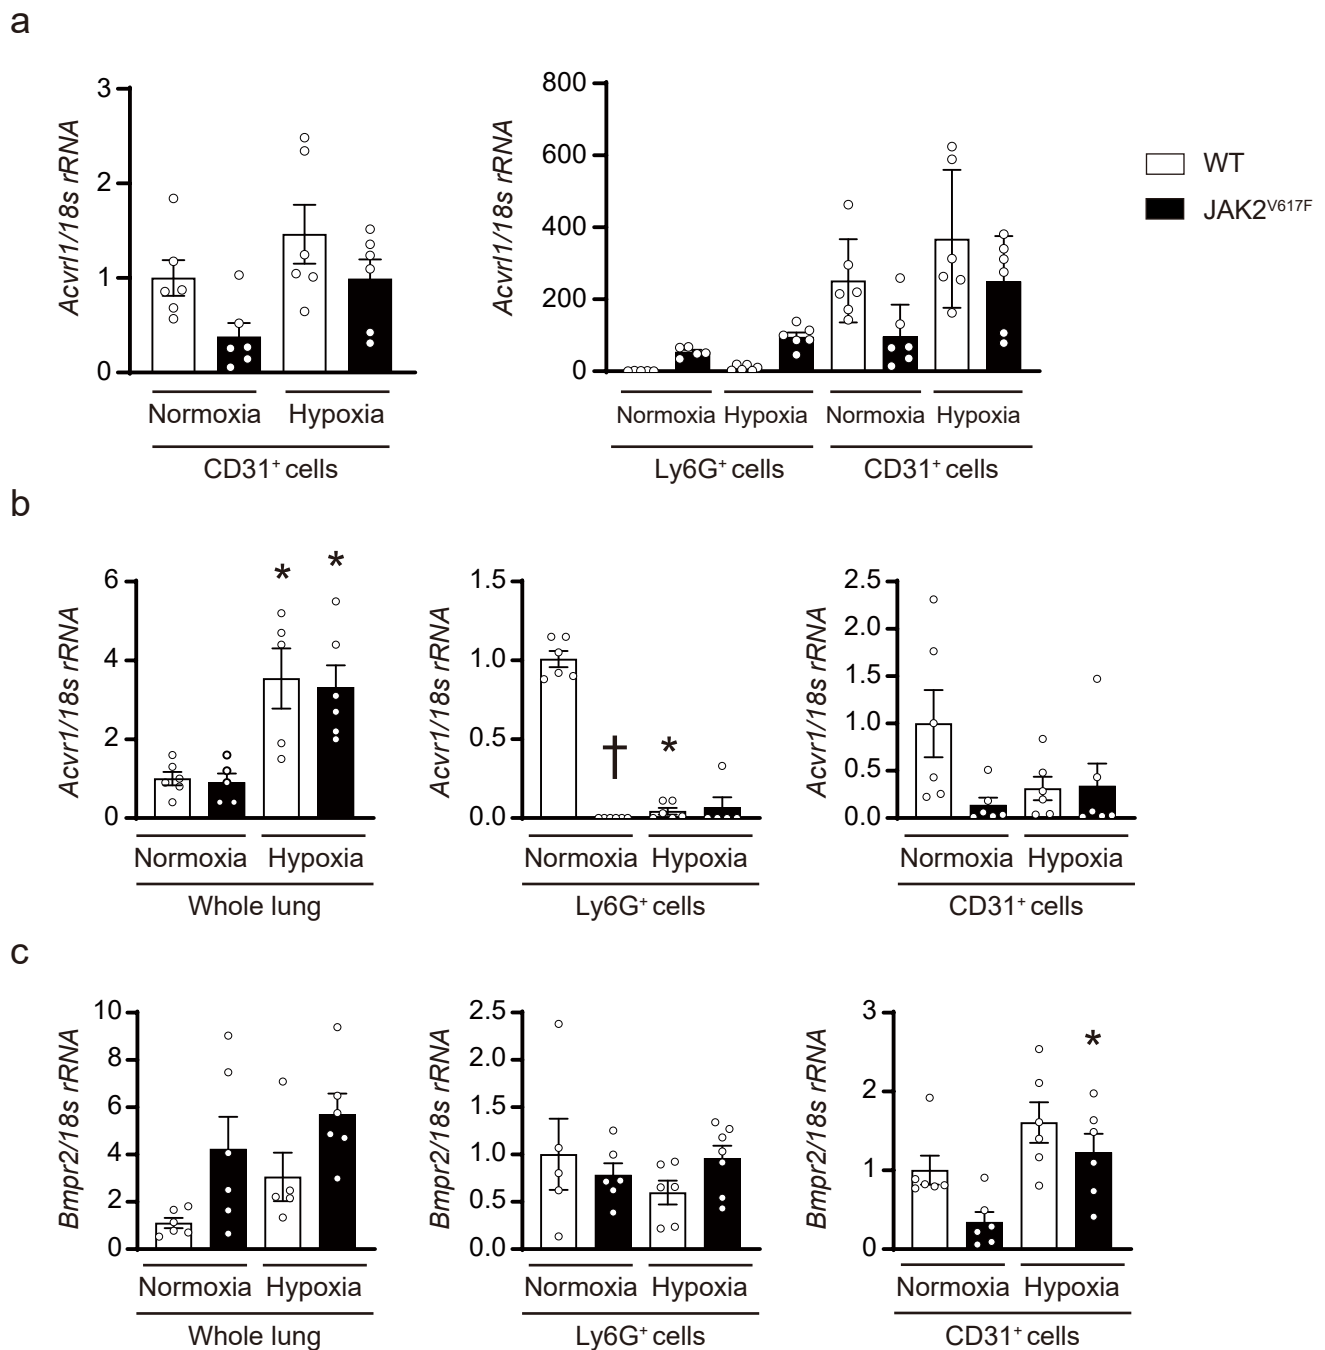 a
3
2
1
0
Acvrl1/18s rRNA
Normoxia Hypoxia
CD31⁺ cells
800
600
400
200
0
Acvrl1/18s rRNA
Normoxia Hypoxia Normoxia Hypoxia
Ly6G⁺ cells CD31⁺ cells
WT
JAK2ⱽ⁶¹⁷ᶠ
b
6
4
2
0
Acvr1/18s rRNA
* *
Normoxia Hypoxia
Whole lung
1.5
1.0
0.5
0.0
Acvr1/18s rRNA
† *
Normoxia Hypoxia
Ly6G⁺ cells
2.5
2.0
1.5
1.0
0.5
0.0
Acvr1/18s rRNA
Normoxia Hypoxia
CD31⁺ cells
c
10
8
6
4
2
0
Bmpr2/18s rRNA
Normoxia Hypoxia
Whole lung
2.5
2.0
1.5
1.0
0.5
0.0
Bmpr2/18s rRNA
Normoxia Hypoxia
Ly6G⁺ cells
3
2
1
0
Bmpr2/18s rRNA
*
Normoxia Hypoxia
CD31⁺ cells